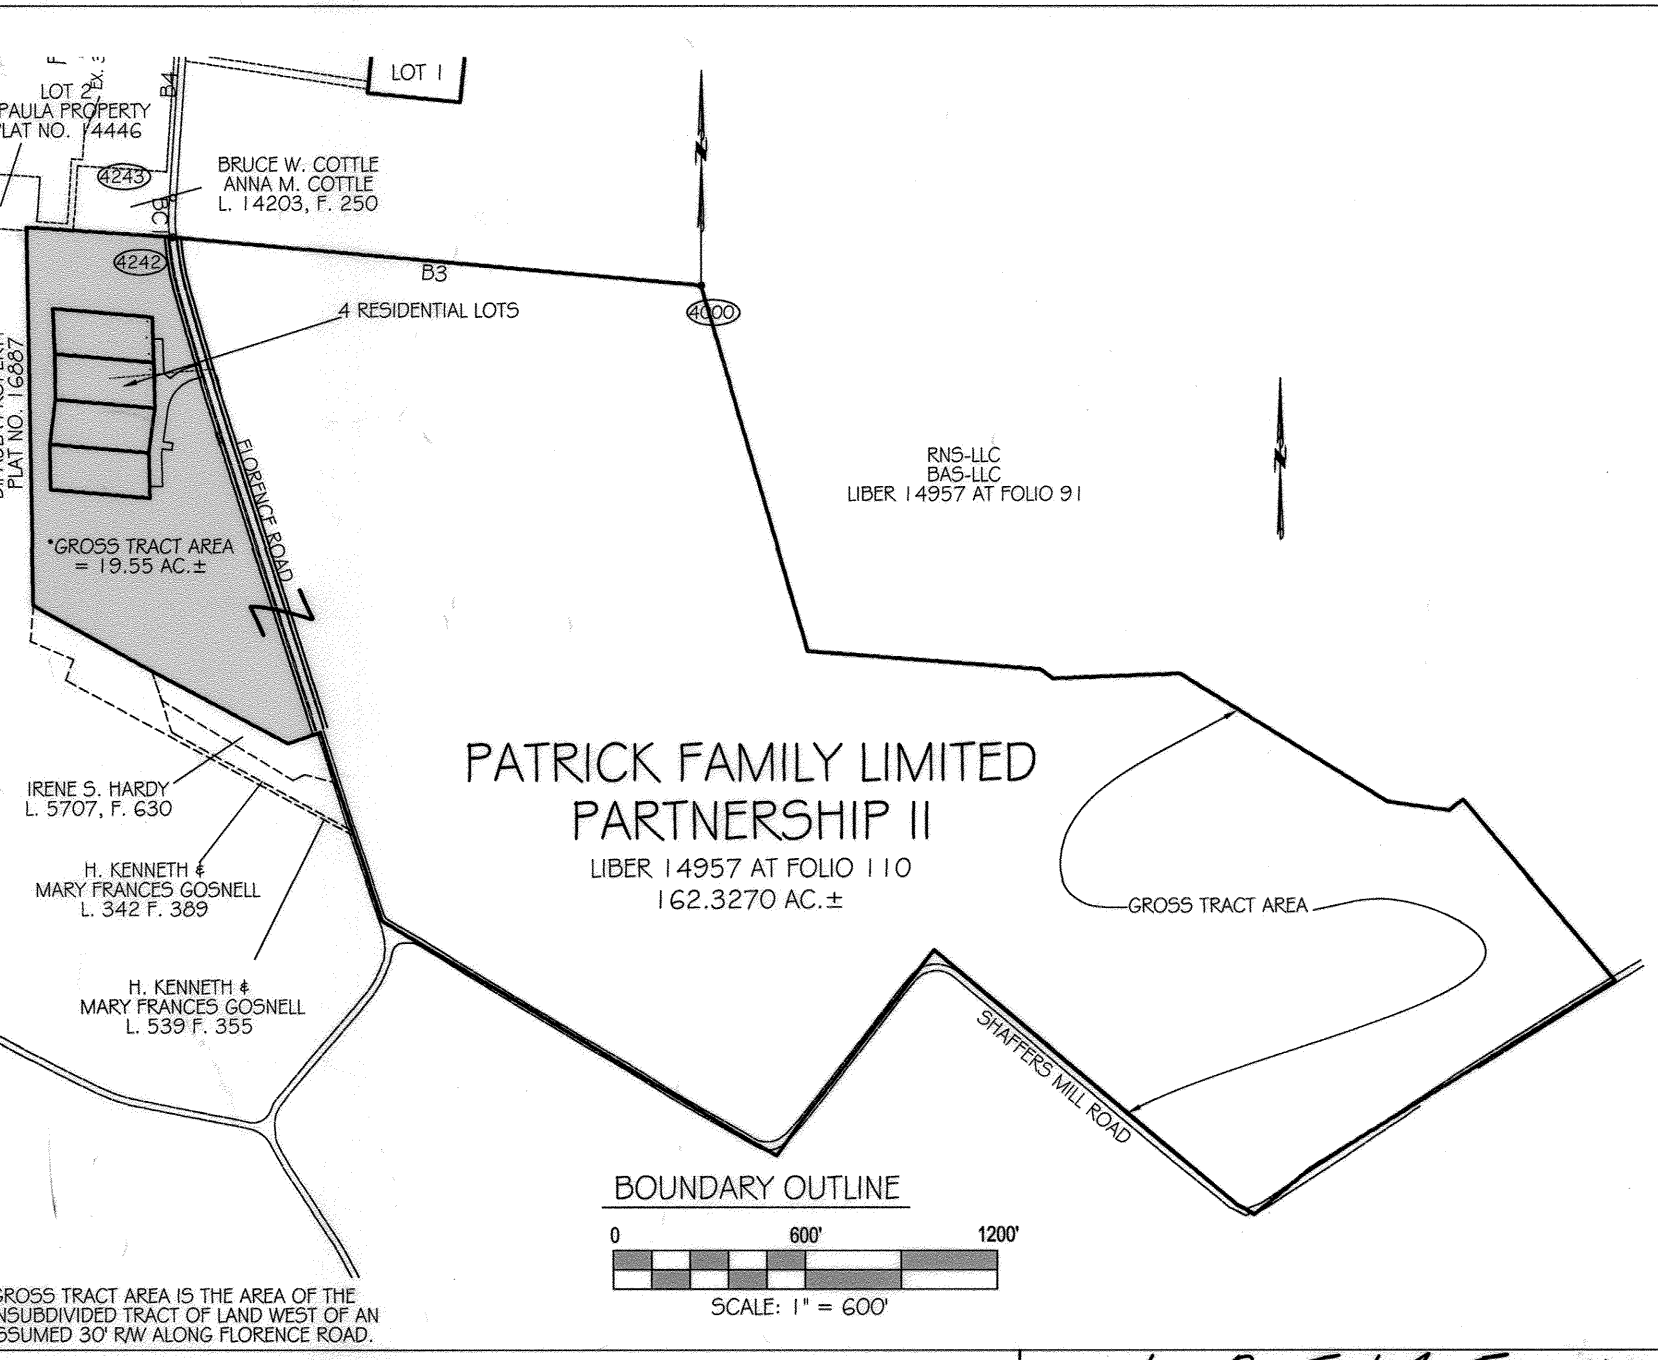 LOT 1
EX. 3
B4
LOT 2
PAULA PROPERTY
PLAT NO. 14446
4243
BRUCE W. COTTLE
ANNA M. COTTLE
L. 14203, F. 250
BC1
N
4242
B3
4000
4 RESIDENTIAL LOTS
PLAT NO. 16887
FLORENCE ROAD
RNS-LLC
BAS-LLC
LIBER 14957 AT FOLIO 91
N
*GROSS TRACT AREA
= 19.55 AC.±
PATRICK FAMILY LIMITED
PARTNERSHIP II
LIBER 14957 AT FOLIO 110
162.3270 AC.±
IRENE S. HARDY
L. 5707, F. 630
H. KENNETH &
MARY FRANCES GOSNELL
L. 342 F. 389
GROSS TRACT AREA
H. KENNETH &
MARY FRANCES GOSNELL
L. 539 F. 355
SHAFFERS MILL ROAD
BOUNDARY OUTLINE
0 600' 1200'
SCALE: 1" = 600'
GROSS TRACT AREA IS THE AREA OF THE
NSUBDIVIDED TRACT OF LAND WEST OF AN
SSUMED 30' R/W ALONG FLORENCE ROAD.